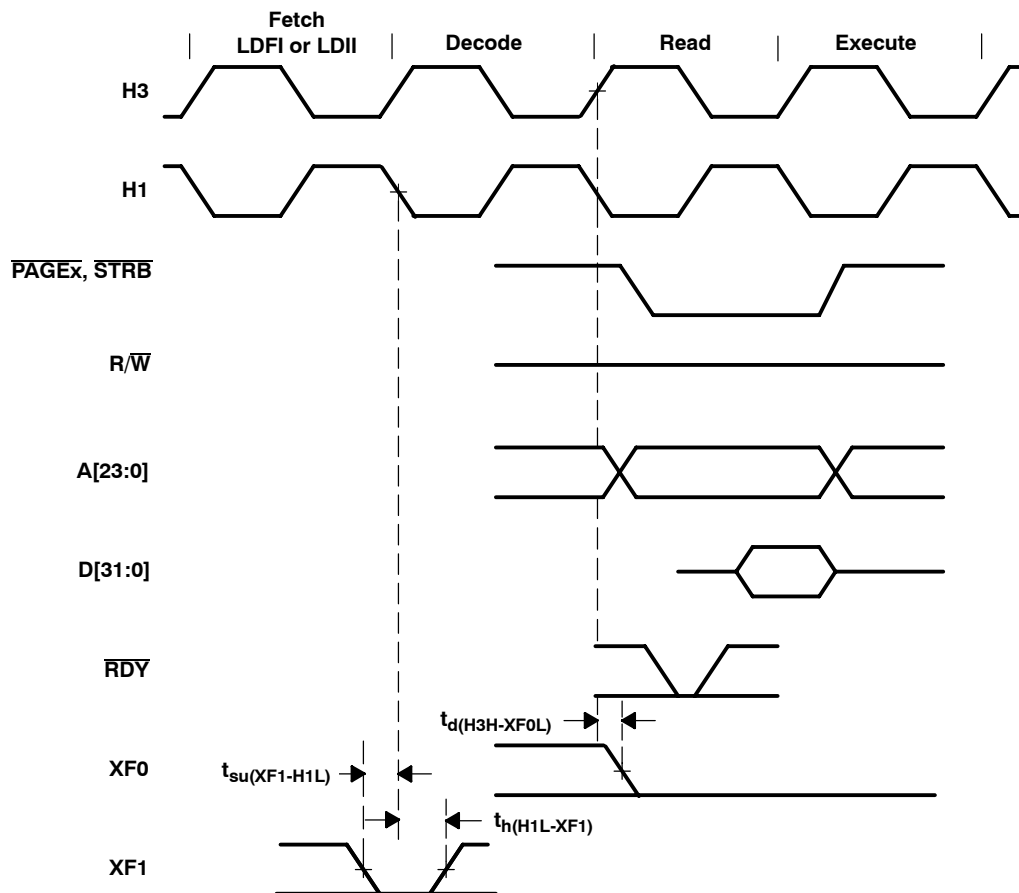 Fetch
LDFI or LDII
Decode
Read
Execute
H3
H1
PAGEx, STRB
R/W
A[23:0]
D[31:0]
RDY
td(H3H-XF0L)
XF0
tsu(XF1-H1L)
th(H1L-XF1)
XF1